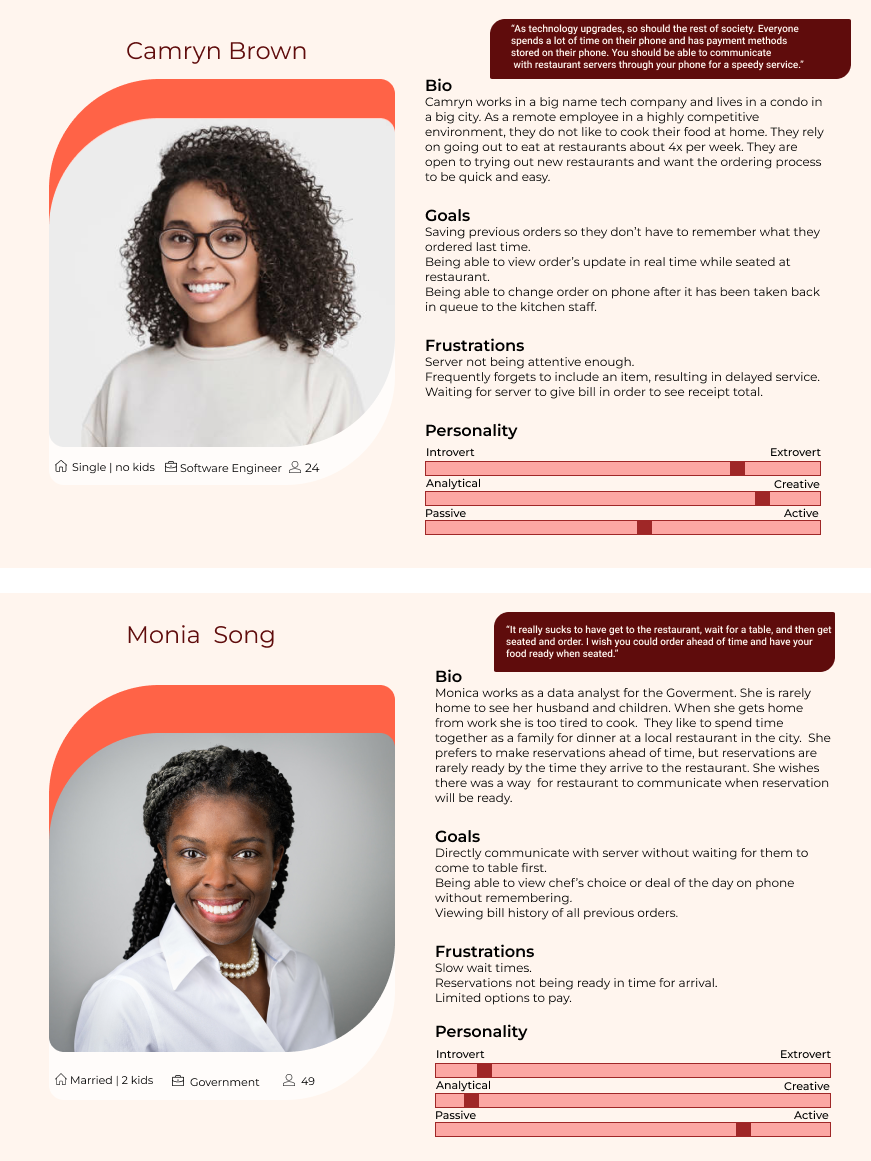 Camryn Brown
“As technology upgrades, so should the rest of society. Everyone
spends a lot of time on their phone and has payment methods
stored on their phone. You should be able to communicate
with restaurant servers through your phone for a speedy service.”
Bio
Camryn works in a big name tech company and lives in a condo in
a big city. As a remote employee in a highly competitive
environment, they do not like to cook their food at home. They rely
on going out to eat at restaurants about 4x per week. They are
open to trying out new restaurants and want the ordering process
to be quick and easy.
Goals
Saving previous orders so they don’t have to remember what they
ordered last time.
Being able to view order’s update in real time while seated at
restaurant.
Being able to change order on phone after it has been taken back
in queue to the kitchen staff.
Frustrations
Server not being attentive enough.
Frequently forgets to include an item, resulting in delayed service.
Waiting for server to give bill in order to see receipt total.
Personality
Introvert Extrovert
Analytical Creative
Passive Active
Single | no kids Software Engineer 24
Monia Song
“It really sucks to have get to the restaurant, wait for a table, and then get
seated and order. I wish you could order ahead of time and have your
food ready when seated.”
Bio
Monica works as a data analyst for the Goverment. She is rarely
home to see her husband and children. When she gets home
from work she is too tired to cook. They like to spend time
together as a family for dinner at a local restaurant in the city. She
prefers to make reservations ahead of time, but reservations are
rarely ready by the time they arrive to the restaurant. She wishes
there was a way for restaurant to communicate when reservation
will be ready.
Goals
Directly communicate with server without waiting for them to
come to table first.
Being able to view chef’s choice or deal of the day on phone
without remembering.
Viewing bill history of all previous orders.
Frustrations
Slow wait times.
Reservations not being ready in time for arrival.
Limited options to pay.
Personality
Introvert Extrovert
Analytical Creative
Passive Active
Married | 2 kids Government 49